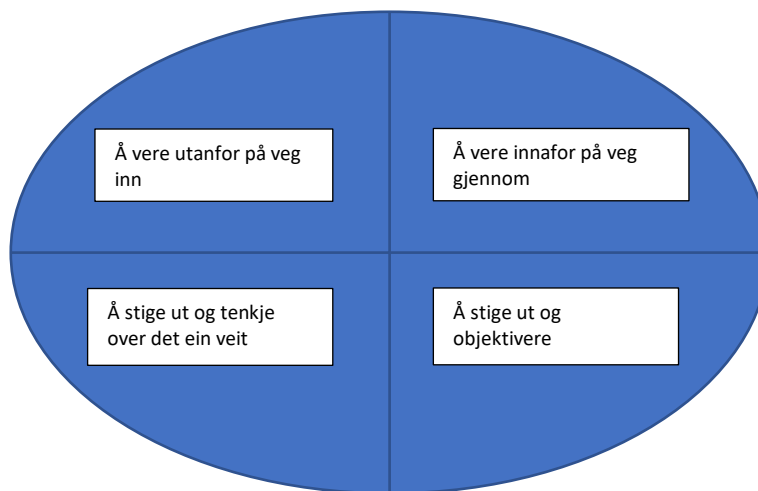 Å vere utanfor på veg
inn
Å vere innafor på veg
gjennom
Å stige ut og tenkje
over det ein veit
Å stige ut og
objektivere